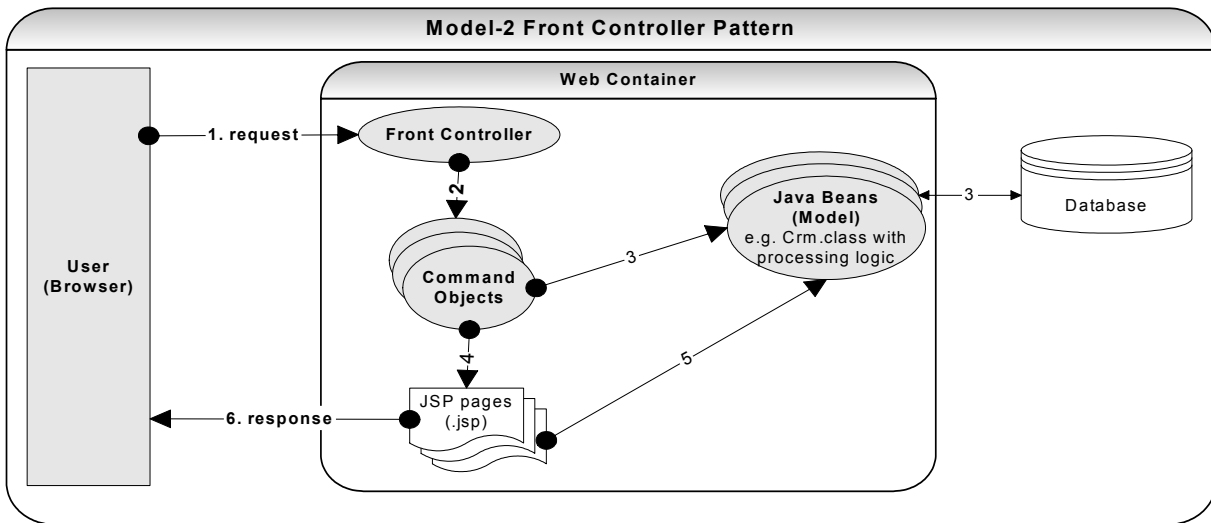 Model-2 Front Controller Pattern
Web Container
User
(Browser)
1. request
Front Controller
2
Command
Objects
3
Java Beans
(Model)
e.g. Crm.class with
processing logic
3
Database
4
5
JSP pages
(.jsp)
6. response